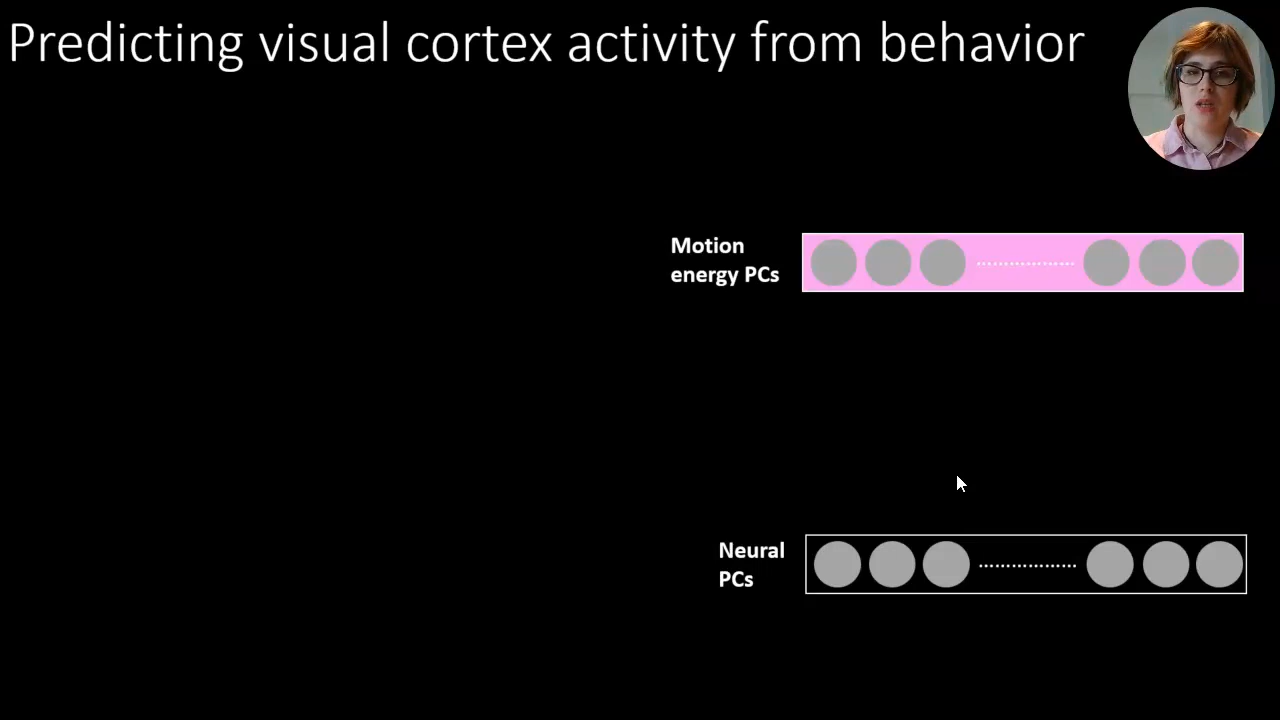 Predicting visual cortex activity from behavior
Motion
energy PCs
Neural
PCs